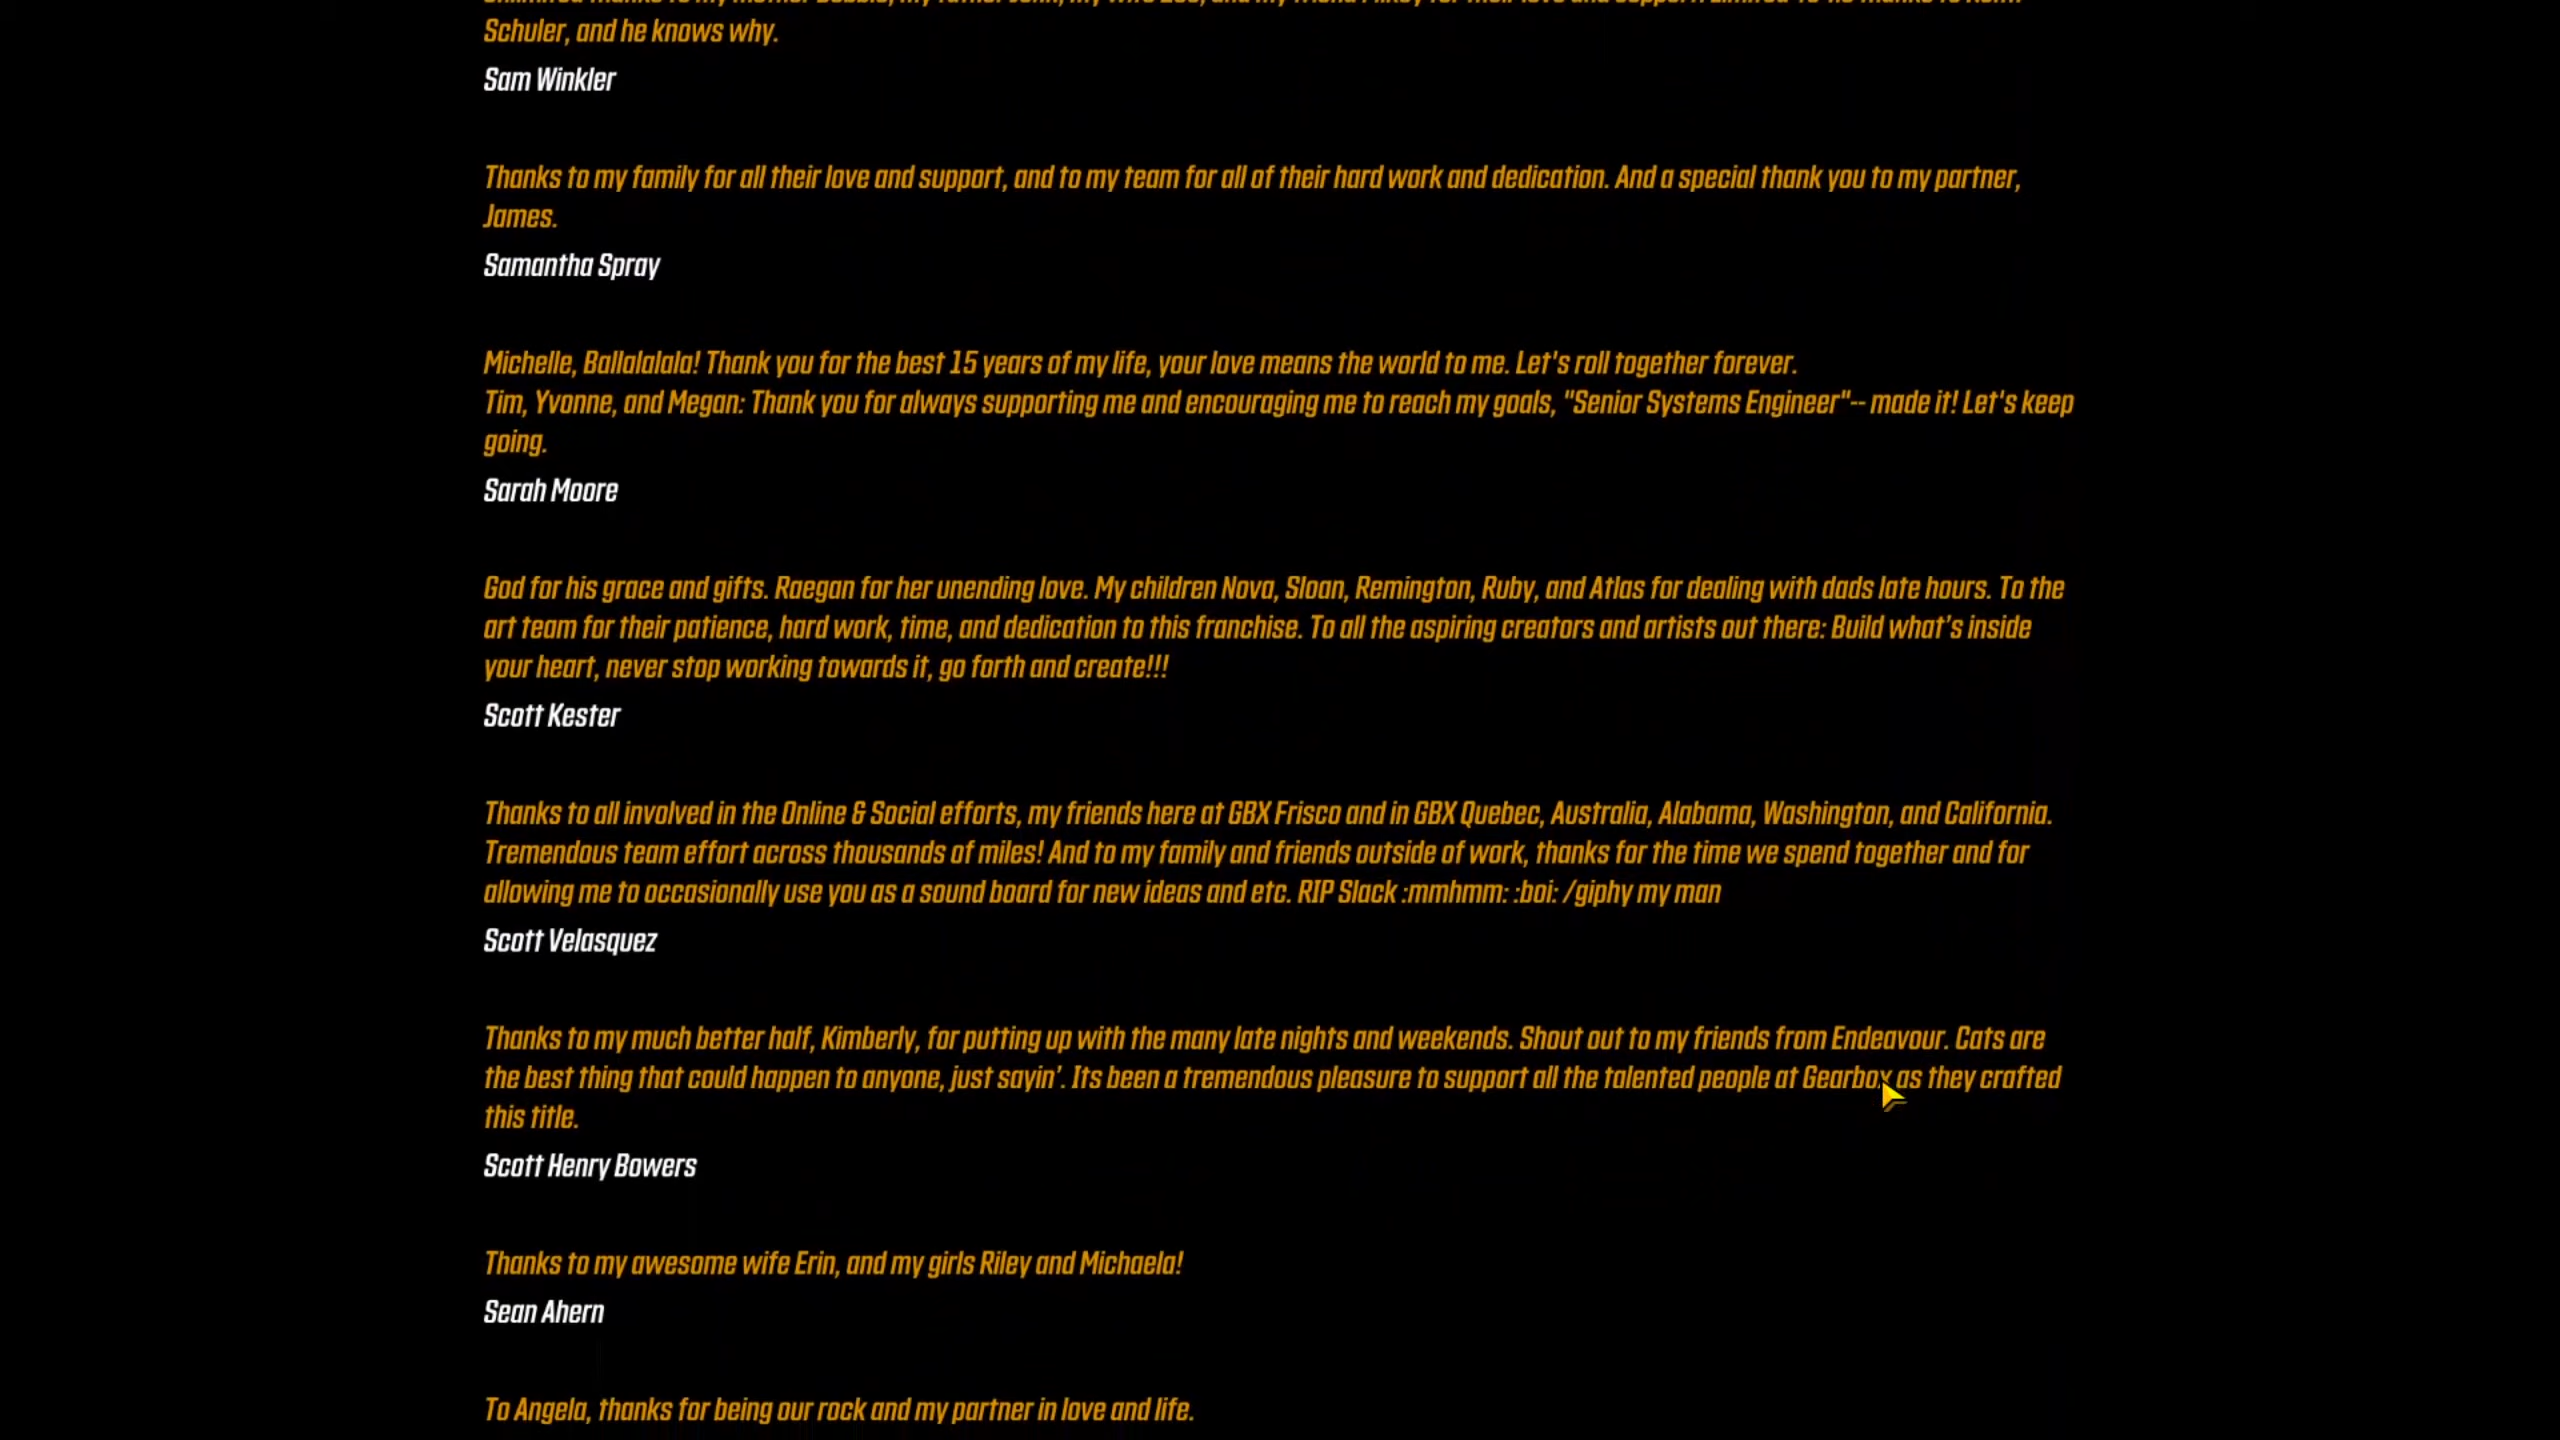 Schuler, and he knows why.
Sam Winkler
Thanks to my family for all their love and support, and to my team for all of their hard work and dedication. And a special thank you to my partner,
James.
Samantha Spray
Michelle, Ballalalala! Thank you for the best 15 years of my life, your love means the world to me. Let's roll together forever.
Tim, Yvonne, and Megan: Thank you for always supporting me and encouraging me to reach my goals, "Senior Systems Engineer"-- made it! Let's keep
going.
Sarah Moore
God for his grace and gifts. Raegan for her unending love. My children Nova, Sloan, Remington, Ruby, and Atlas for dealing with dads late hours. To the
art team for their patience, hard work, time, and dedication to this franchise. To all the aspiring creators and artists out there: Build what's inside
your heart, never stop working towards it, go forth and create!!!
Scott Kester
Thanks to all involved in the Online & Social efforts, my friends here at GBX Frisco and in GBX Quebec, Australia, Alabama, Washington, and California.
Tremendous team effort across thousands of miles! And to my family and friends outside of work, thanks for the time we spend together and for
allowing me to occasionally use you as a sound board for new ideas and etc. RIP Slack :mmhmm: :boi: /giphy my man
Scott Velasquez
Thanks to my much better half, Kimberly, for putting up with the many late nights and weekends. Shout out to my friends from Endeavour. Cats are
the best thing that could happen to anyone, just sayin'. Its been a tremendous pleasure to support all the talented people at Gearbox as they crafted
this title.
Scott Henry Bowers
Thanks to my awesome wife Erin, and my girls Riley and Michaela!
Sean Ahern
To Angela, thanks for being our rock and my partner in love and life.